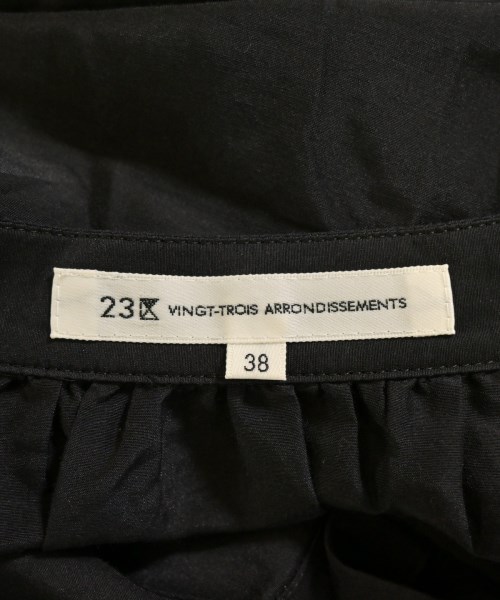 23区 VINGT-TROIS ARRONDISSEMENTS
38